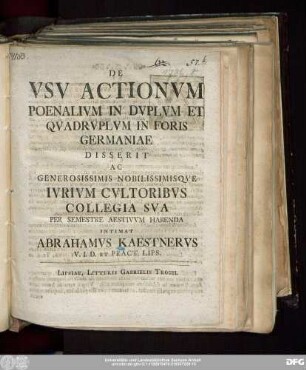 DE
VSV ACTIONVM
POENALIVM IN DVPLVM ET
QVADRVPLVM IN FORIS
GERMANIAE
DISSERIT
AC
GENEROSISSIMIS NOBILISSIMISQVE
IVRIVM CVLTORIBVS
COLLEGIA SVA
PER SEMESTRE AESTIVVM HABENDA
INTIMAT
ABRAHAMVS KAESTNERVS
V. I. D. ET PRACT. LIPS.
LIPSIAE, LITTERIS GABRIELIS TROGII.